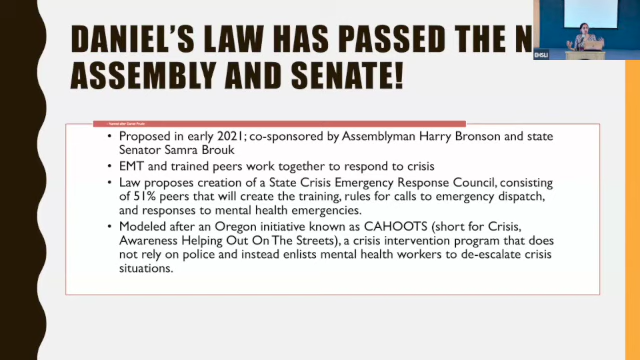 DANIEL'S LAW HAS PASSED THE N
ASSEMBLY AND SENATE!
• Proposed in early 2021; co-sponsored by Assemblyman Harry Bronson and state
Senator Samra Brouk
• EMT and trained peers work together to respond to crisis
• Law proposes creation of a State Crisis Emergency Response Council, consisting
of 51% peers that will create the training, rules for calls to emergency dispatch,
and responses to mental health emergencies.
• Modeled after an Oregon initiative known as CAHOOTS (short for Crisis,
Awareness Helping Out On The Streets), a crisis intervention program that does
not rely on police and instead enlists mental health workers to de-escalate crisis
situations.